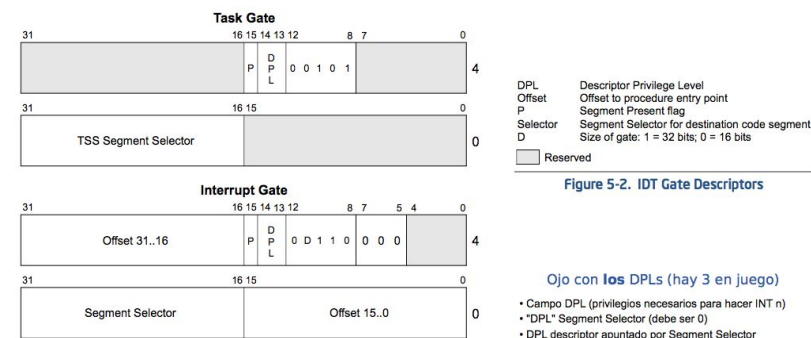 Task Gate
31 16 15 14 13 12 8 7 0
P D P L 0 0 1 0 1 4
31 16 15 0
TSS Segment Selector 0
Interrupt Gate
31 16 15 14 13 12 8 7 5 4 0
Offset 31..16 P D P L 0 D 1 1 0 0 0 0 4
31 16 15 0
Segment Selector Offset 15..0 0
DPL Descriptor Privilege Level
Offset Offset to procedure entry point
P Segment Present flag
Selector Segment Selector for destination code segment
D Size of gate: 1 = 32 bits; 0 = 16 bits
Reserved
Figure 5-2. IDT Gate Descriptors
Ojo con los DPLs (hay 3 en juego)
• Campo DPL (privilegios necesarios para hacer INT n)
• "DPL" Segment Selector (debe ser 0)
• DPL descriptor apuntado por Segment Selector